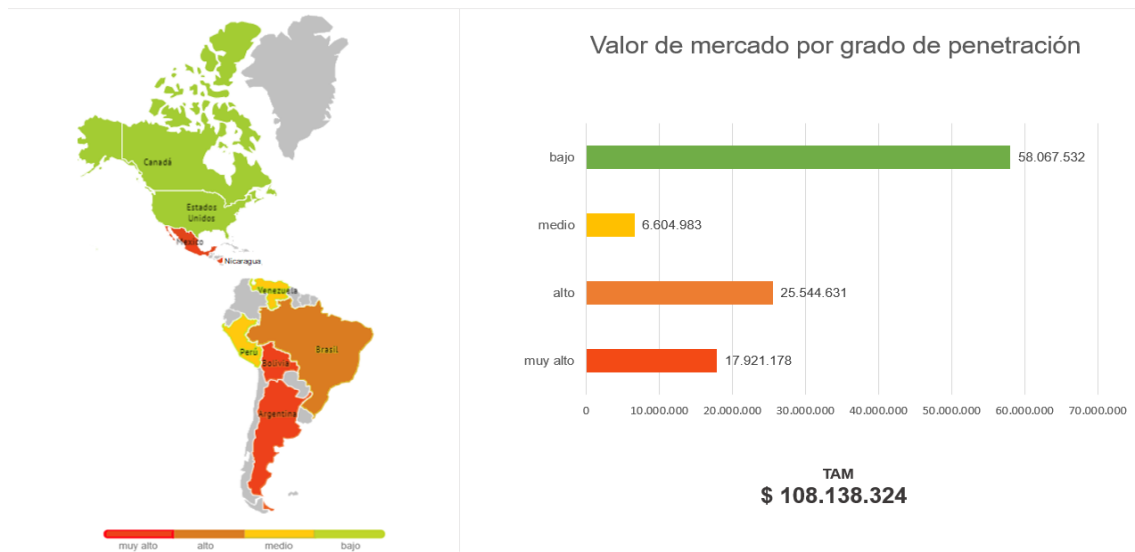 Canadá
Estados
Unidos
Mexico
Nicaragua
Venezuela
Perú
Brasil
Bolivia
Argentina
muy alto alto medio bajo
Valor de mercado por grado de penetración
bajo 58.067.532
medio 6.604.983
alto 25.544.631
muy alto 17.921.178
0 10.000.000 20.000.000 30.000.000 40.000.000 50.000.000 60.000.000 70.000.000
TAM
$ 108.138.324